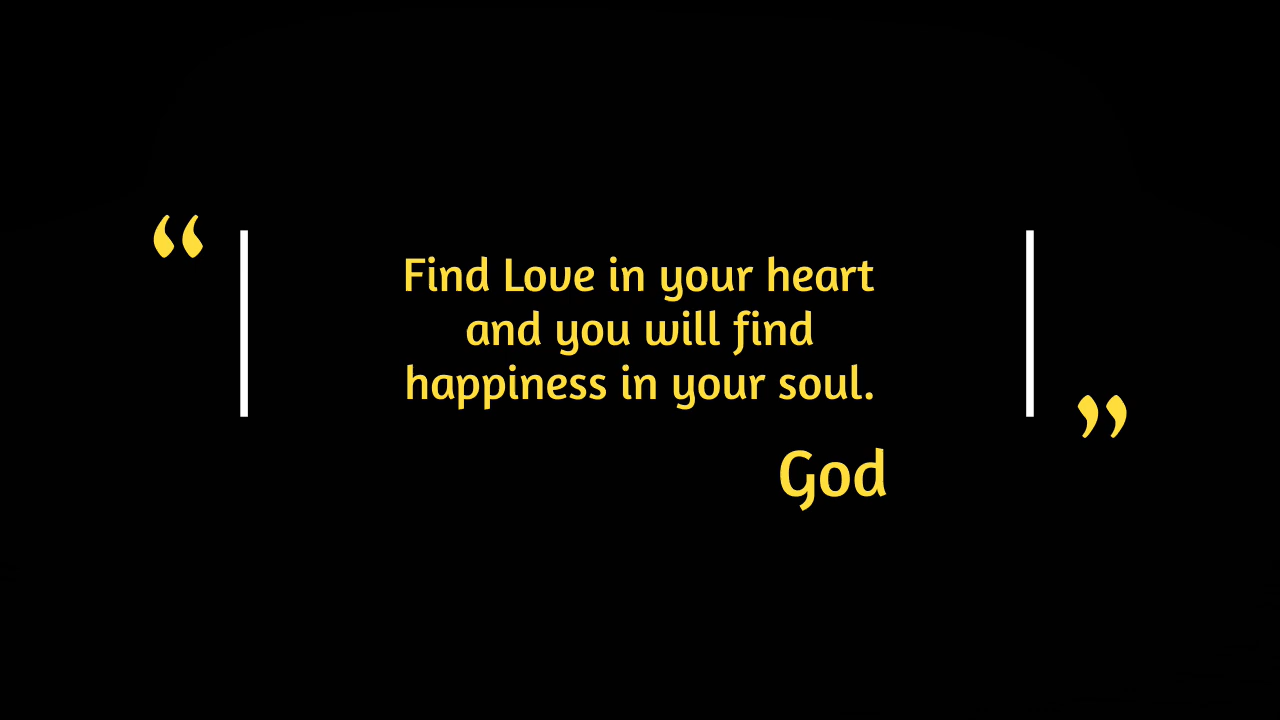 “
Find Love in your heart
and you will find
happiness in your soul.
”
God